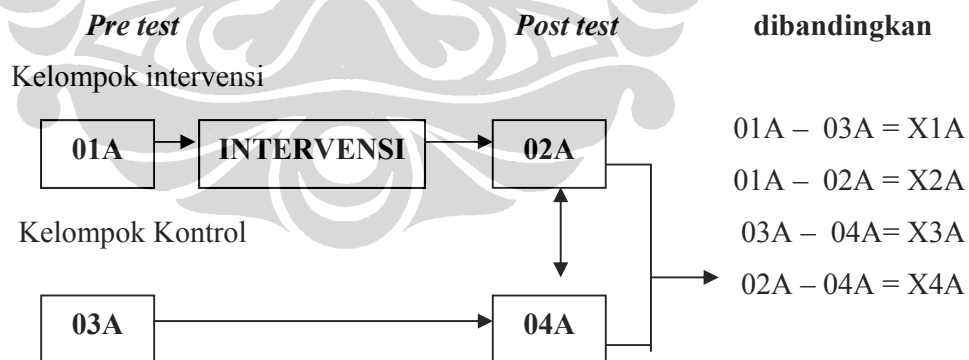 Pre test Post test dibandingkan
Kelompok intervensi
01A INTERVENSI 02A
01A – 03A = X1A
01A – 02A = X2A
Kelompok Kontrol
03A – 04A= X3A
02A – 04A = X4A
03A 04A